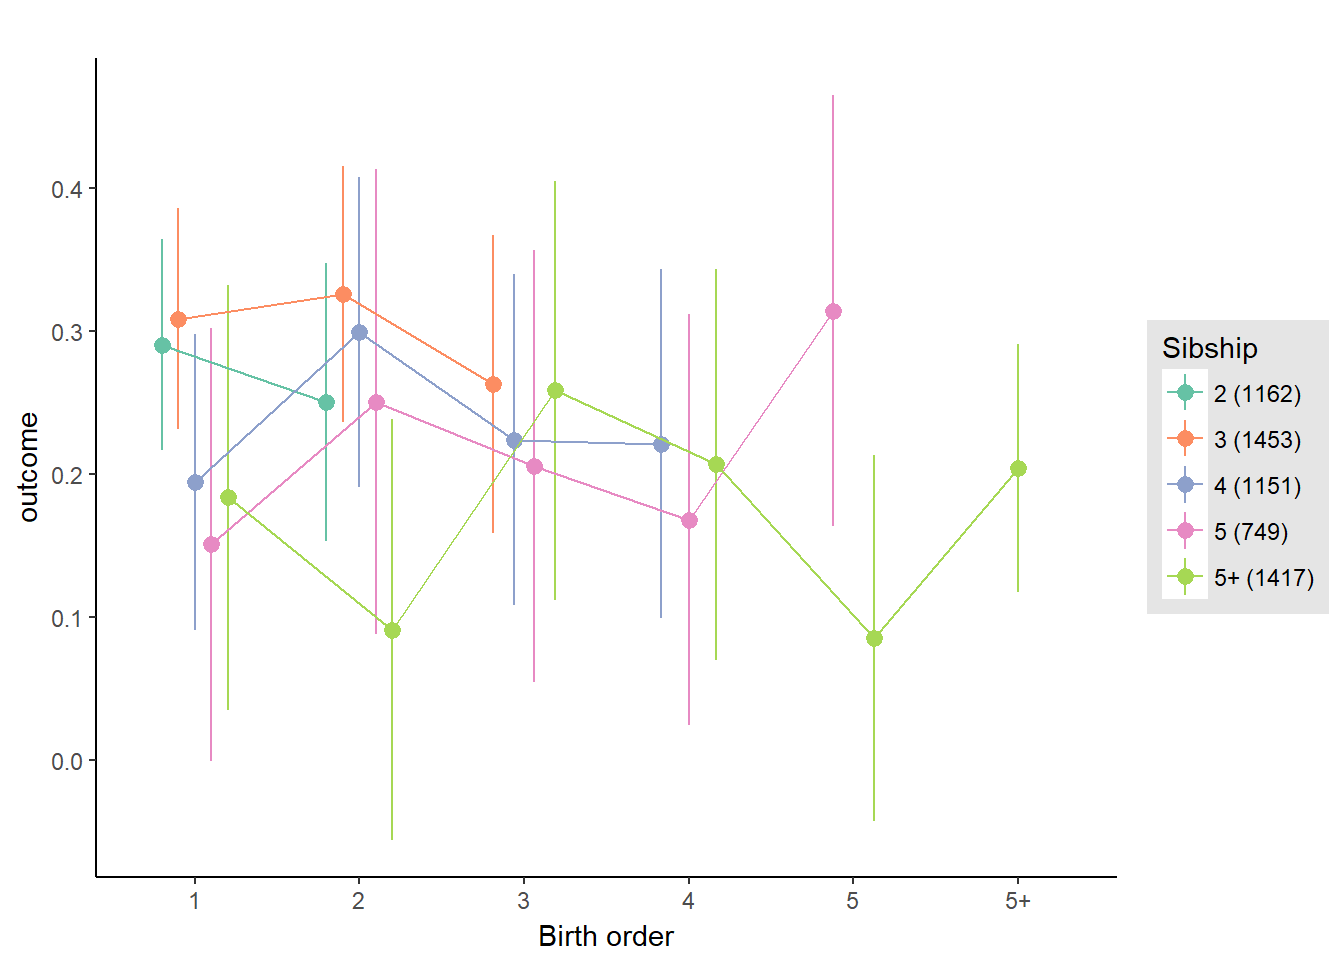 0.4
0.3
0.2
0.1
0.0
outcome
1 2 3 4 5 5+
Birth order
Sibship
2 (1162)
3 (1453)
4 (1151)
5 (749)
5+ (1417)